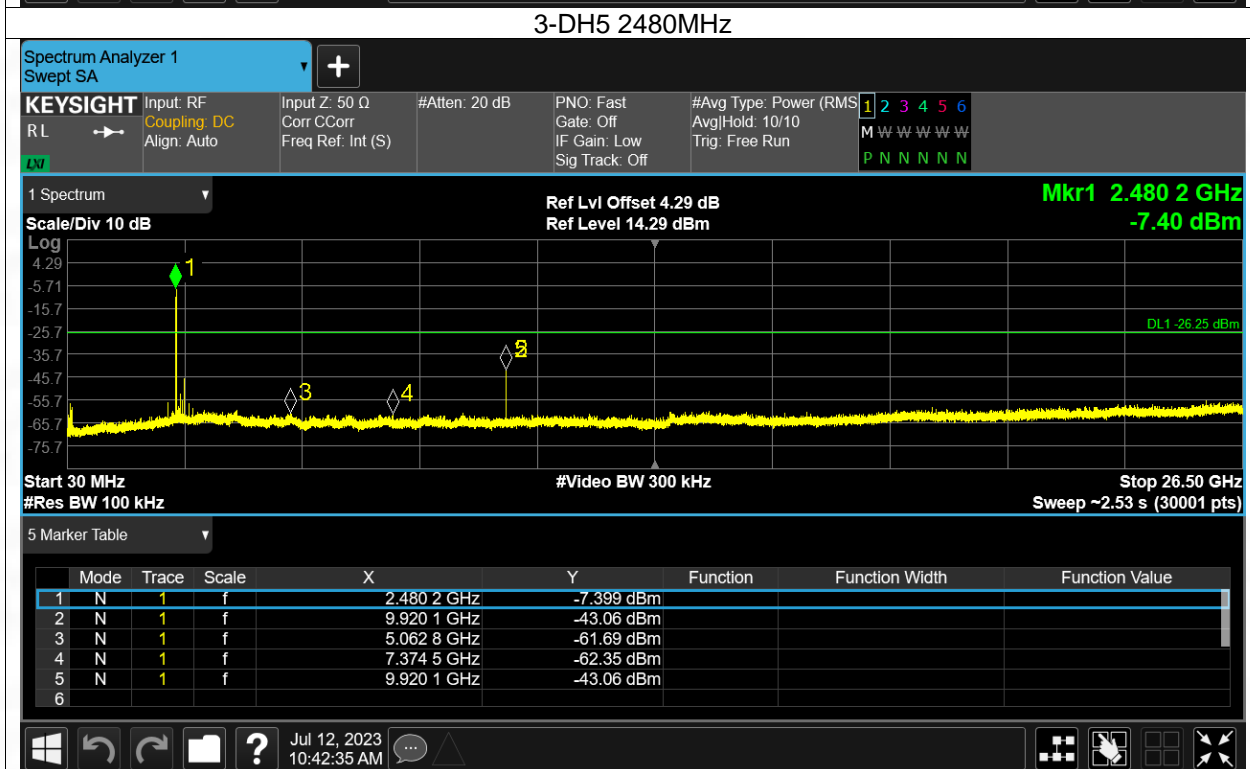 3-DH5 2480MHz
Spectrum Analyzer 1
Swept SA
+
KEYSIGHT Input: RF Input Z: 50 Ω #Atten: 20 dB PNO: Fast #Avg Type: Power (RMS 1 2 3 4 5 6
RL Coupling: DC Corr CCorr Gate: Off Avg|Hold: 10/10 M W W W W W
Align: Auto Freq Ref: Int (S) IF Gain: Low Trig: Free Run
LXI Sig Track: Off P N N N N N
1 Spectrum Ref Lvl Offset 4.29 dB Mkr1 2.480 2 GHz
Scale/Div 10 dB Ref Level 14.29 dBm -7.40 dBm
Log
4.29
1
-5.71
-15.7
DL1 -26.25 dBm
-25.7
-35.7
-45.7
3 4
-55.7
-65.7
-75.7
Start 30 MHz #Video BW 300 kHz Stop 26.50 GHz
#Res BW 100 kHz Sweep ~2.53 s (30001 pts)
5 Marker Table
Mode Trace Scale X Y Function Function Width Function Value
1 N 1 f 2.480 2 GHz -7.399 dBm
2 N 1 f 9.920 1 GHz -43.06 dBm
3 N 1 f 5.062 8 GHz -61.69 dBm
4 N 1 f 7.374 5 GHz -62.35 dBm
5 N 1 f 9.920 1 GHz -43.06 dBm
6
? Jul 12, 2023
10:42:35 AM